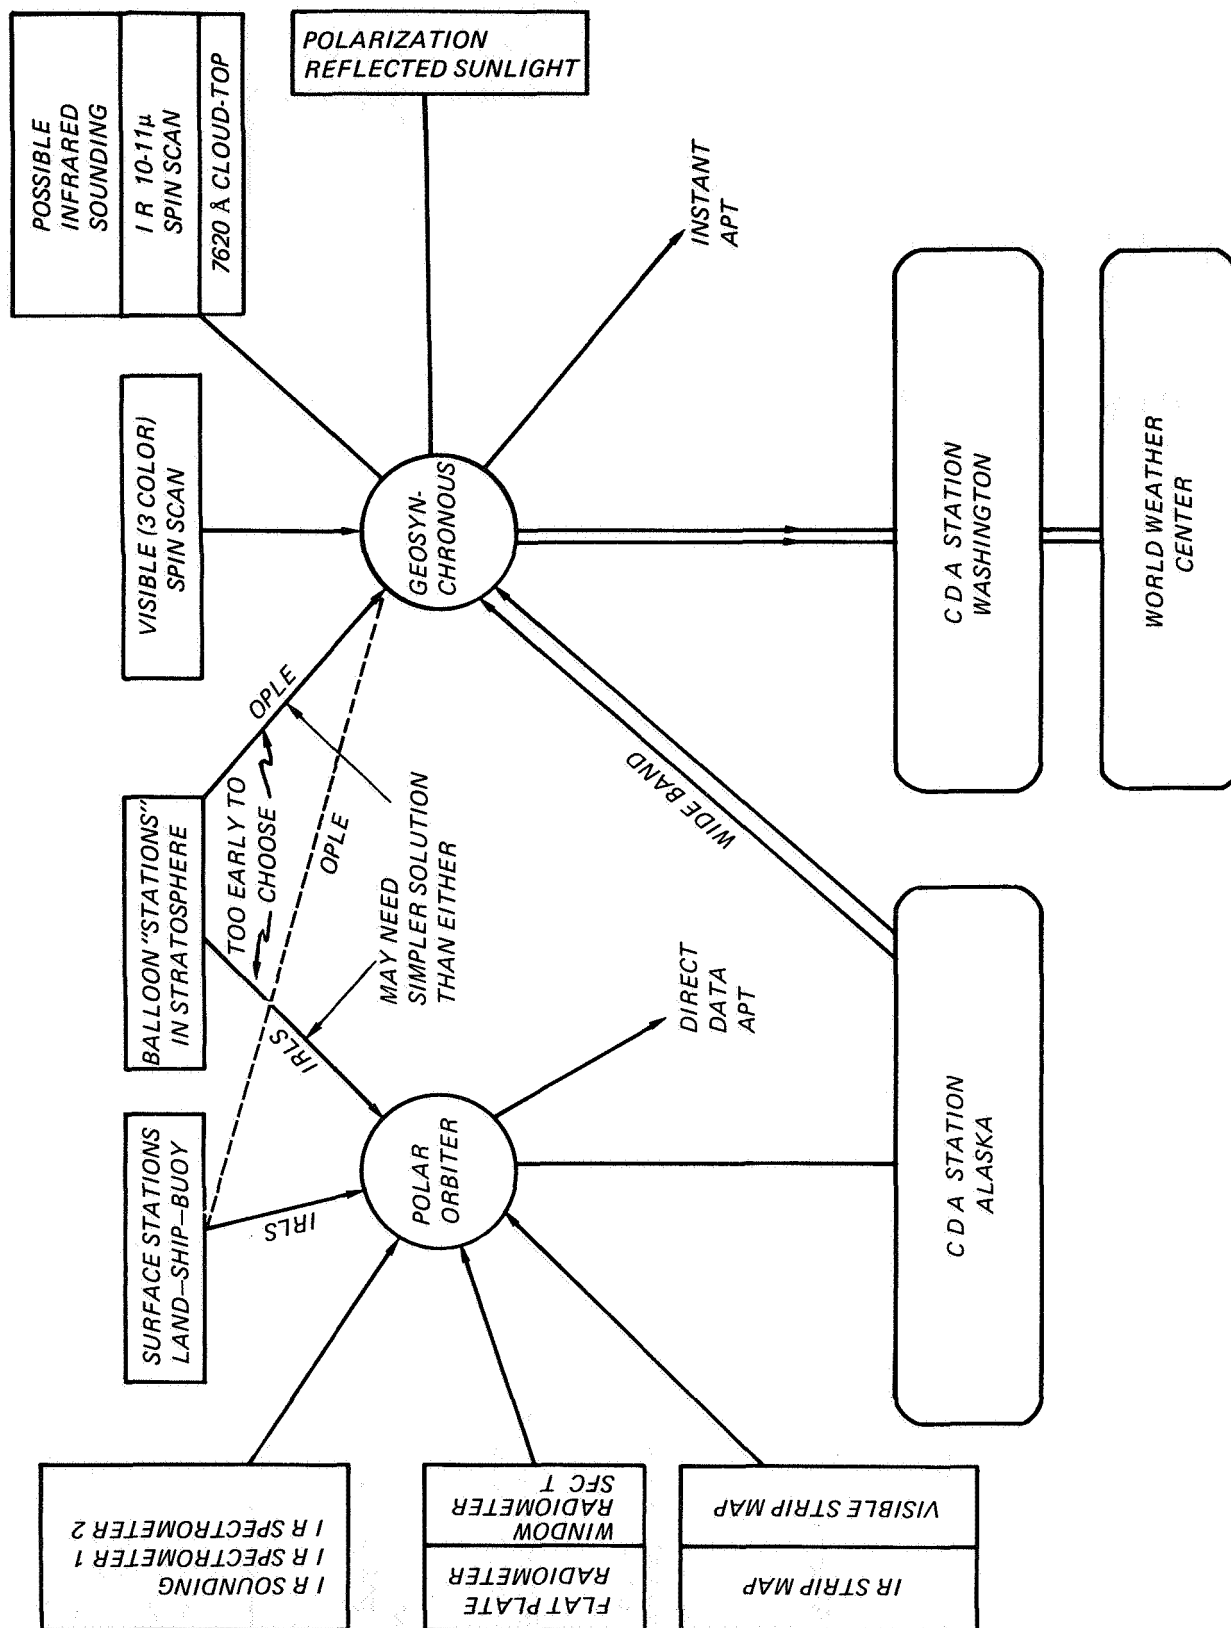 I R SOUNDING
I R SPECTROMETER 1
I R SPECTROMETER 2
FLAT PLATE
RADIOMETER
WINDOW
RADIOMETER
SFC T
IR STRIP MAP
VISIBLE STRIP MAP
SURFACE STATIONS
LAND—SHIP—BUOY
BALLOON "STATIONS"
IN STRATOSPHERE
VISIBLE (3 COLOR)
SPIN SCAN
POSSIBLE
INFRARED
SOUNDING
I R 10-11μ
SPIN SCAN
7620 Å CLOUD-TOP
POLARIZATION
REFLECTED SUNLIGHT
IRLS
IRLS
TOO EARLY TO
CHOOSE
OPLE
OPLE
MAY NEED
SIMPLER SOLUTION
THAN EITHER
POLAR
ORBITER
GEOSYN-
CHRONOUS
DIRECT
DATA
APT
INSTANT
APT
WIDE BAND
C D A STATION
ALASKA
C D A STATION
WASHINGTON
WORLD WEATHER
CENTER